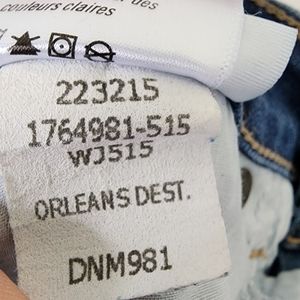 couleurs claires
223215
1764981-515
WJ515
ORLEANS DEST.
DNM981